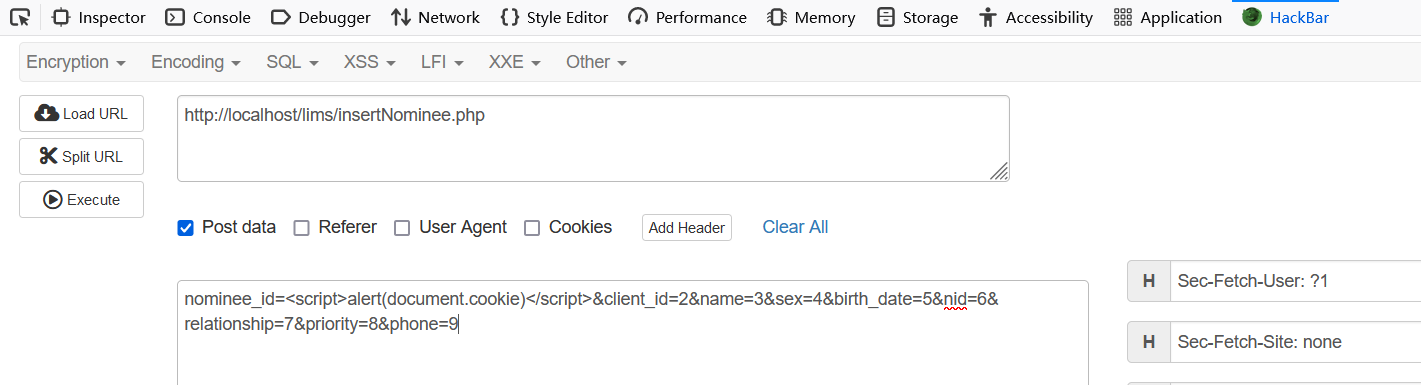 Inspector Console Debugger Network Style Editor Performance Memory Storage Accessibility Application HackBar
Encryption Encoding SQL XSS LFI XXE Other
Load URL
http://localhost/lims/insertNominee.php
Split URL
Execute
Post data Referer User Agent Cookies Add Header Clear All
H Sec-Fetch-User: ?1
nominee_id=<script>alert(document.cookie)</script>&client_id=2&name=3&sex=4&birth_date=5&nid=6&
relationship=7&priority=8&phone=9
H Sec-Fetch-Site: none